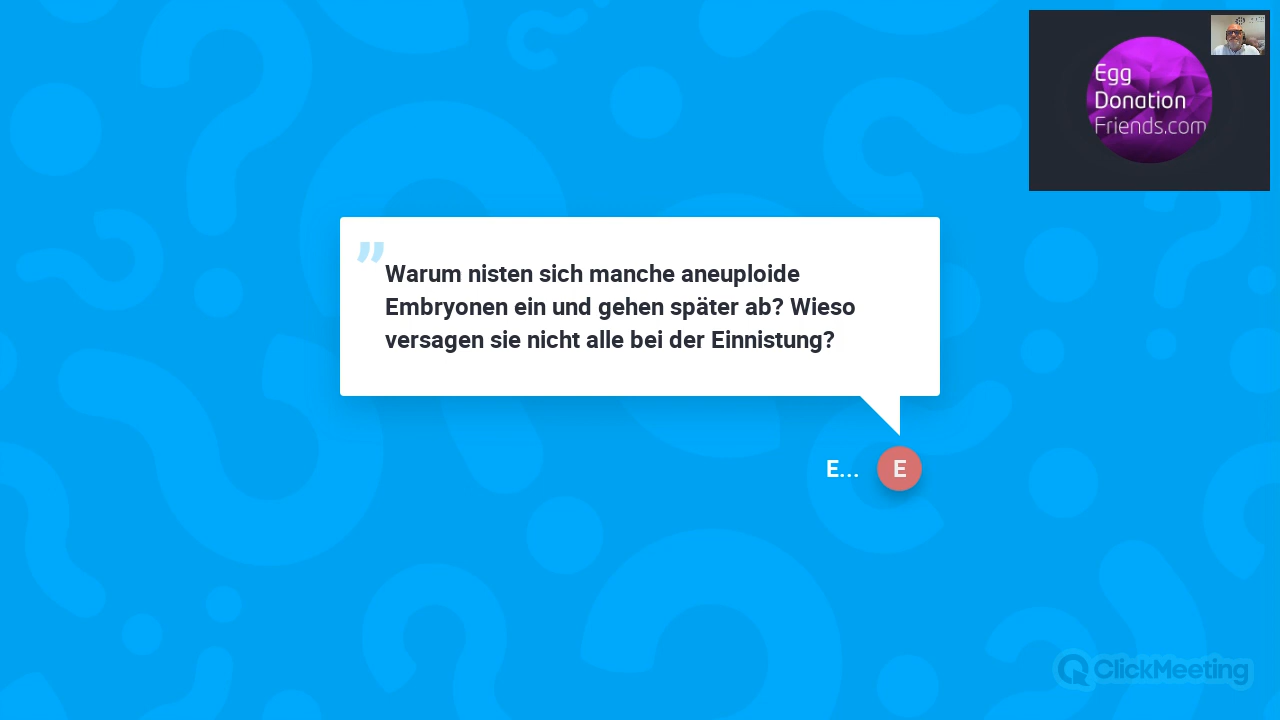 Egg
Donation
Friends.com
" Warum nisten sich manche aneuploide
Embryonen ein und gehen später ab? Wieso
versagen sie nicht alle bei der Einnistung?
E... E
ClickMeeting